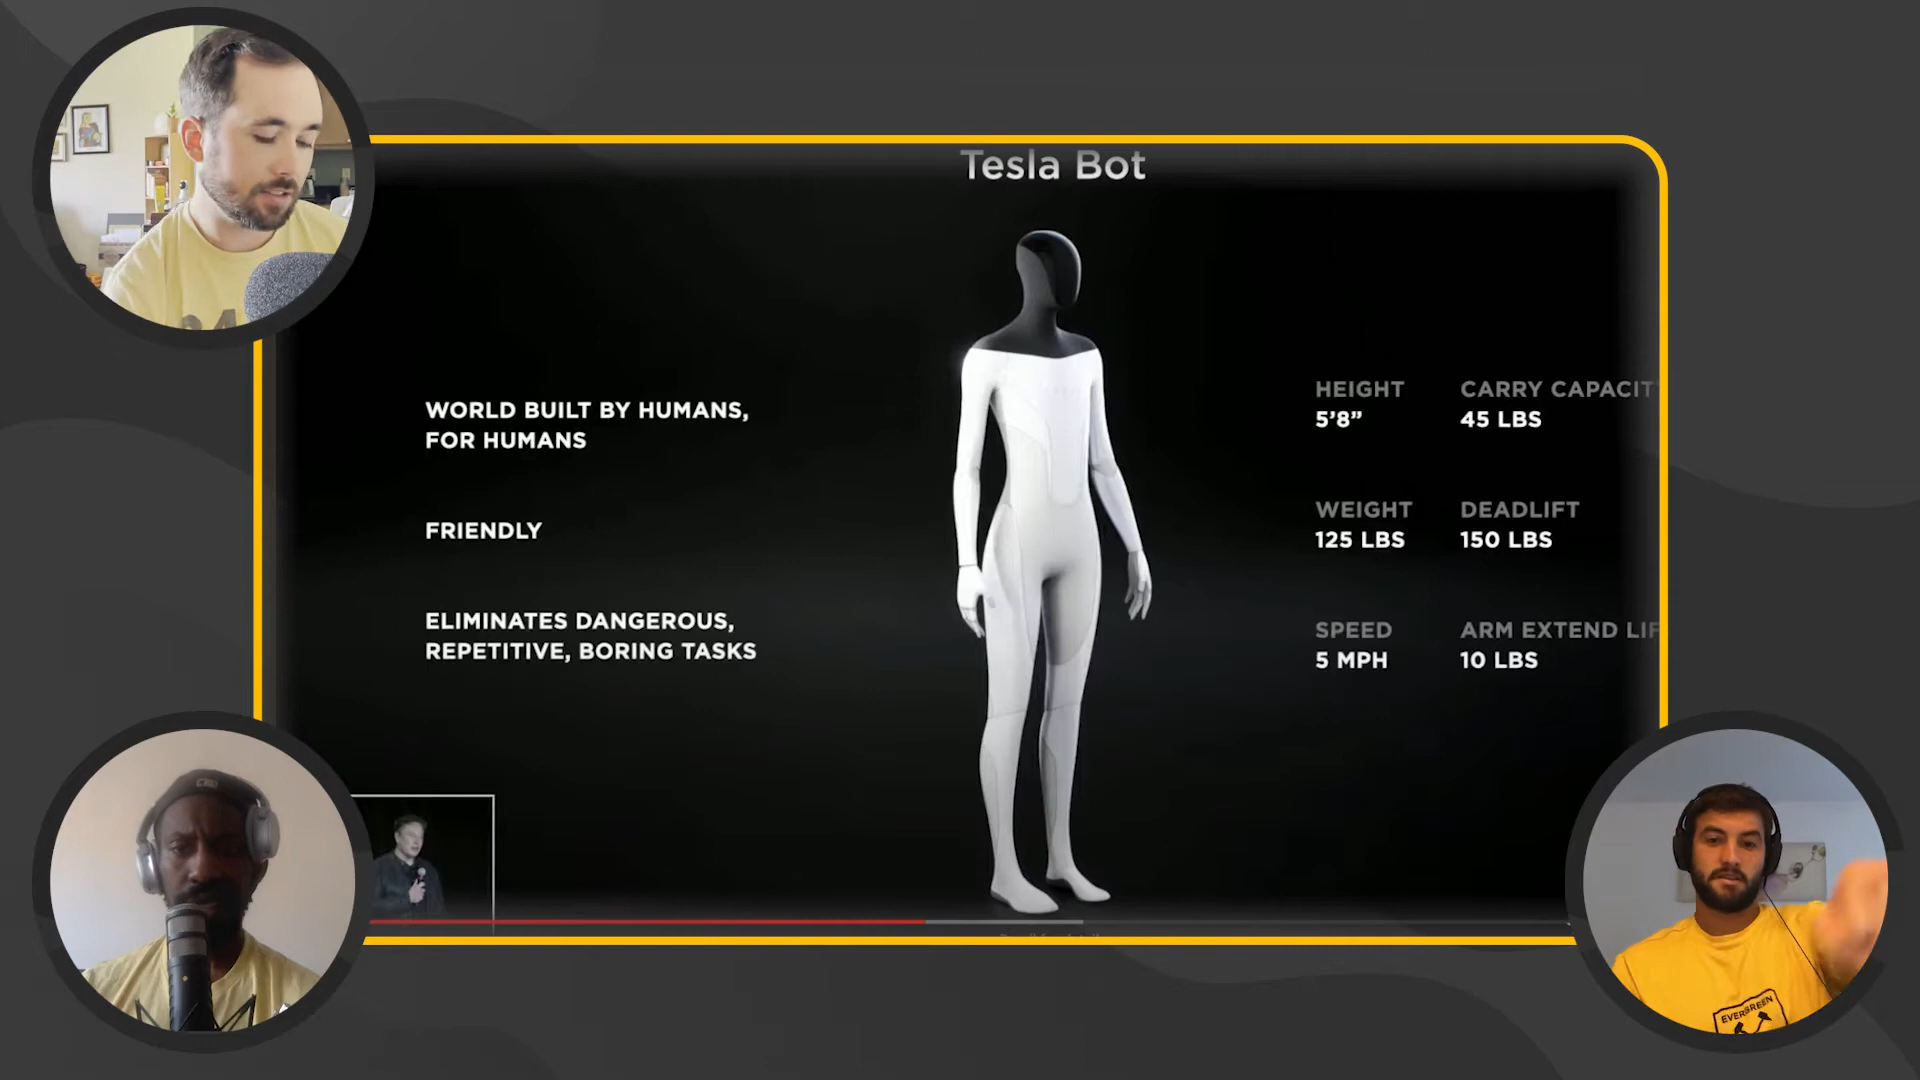 Tesla Bot
WORLD BUILT BY HUMANS,
FOR HUMANS
FRIENDLY
ELIMINATES DANGEROUS,
REPETITIVE, BORING TASKS
HEIGHT
5’8”
CARRY CAPACIT
45 LBS
WEIGHT
125 LBS
DEADLIFT
150 LBS
SPEED
5 MPH
ARM EXTEND LIF
10 LBS
EVERGREEN